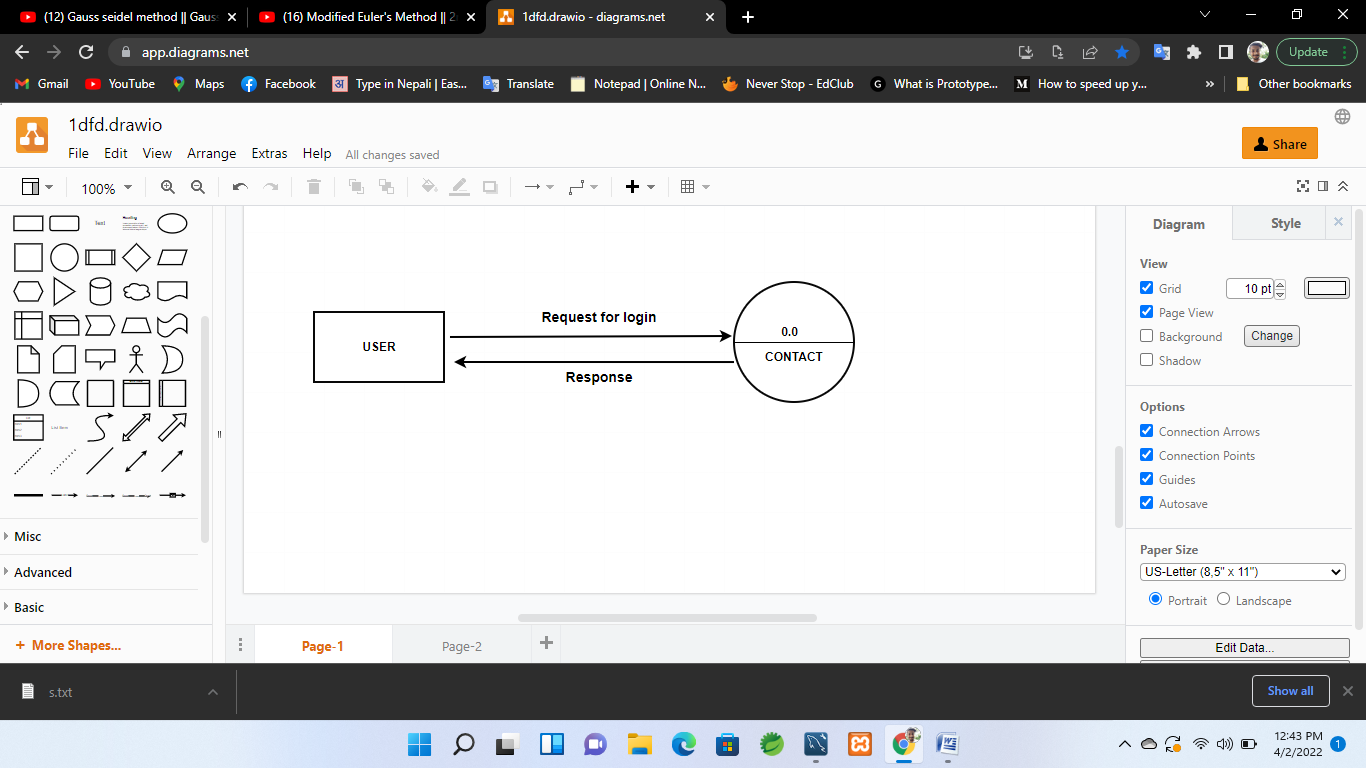 (12) Gauss seidel method || Gaus
(16) Modified Euler's Method || 2
1dfd.drawio - diagrams.net
app.diagrams.net
Update
Gmail
YouTube
Maps
Facebook
अ
Type in Nepali | Eas...
Translate
Notepad | Online N...
Never Stop - EdClub
G
What is Prototype...
How to speed up y...
»
Other bookmarks
1dfd.drawio
File Edit View Arrange Extras Help All changes saved
Share
100%
Text
Heading
Diagram
Style
View
Grid
10 pt
Page View
Background
Change
Shadow
Options
Connection Arrows
Connection Points
Guides
Autosave
Paper Size
US-Letter (8,5" x 11")
Portrait
Landscape
Edit Data...
USER
Request for login
Response
0.0
CONTACT
Misc
Advanced
Basic
+ More Shapes...
Page-1
Page-2
s.txt
Show all
12:43 PM
4/2/2022
1